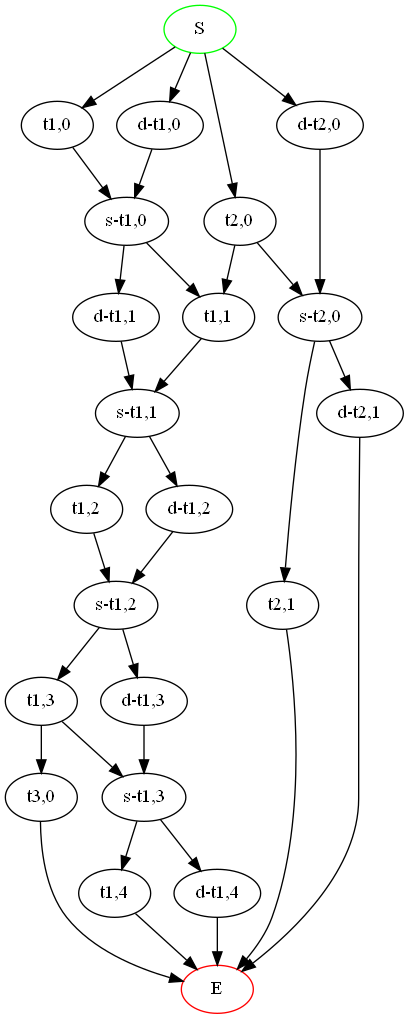 S
t1,0
d-t1,0
d-t2,0
s-t1,0
t2,0
d-t1,1
t1,1
s-t2,0
s-t1,1
d-t2,1
t1,2
d-t1,2
s-t1,2
t2,1
t1,3
d-t1,3
t3,0
s-t1,3
t1,4
d-t1,4
E